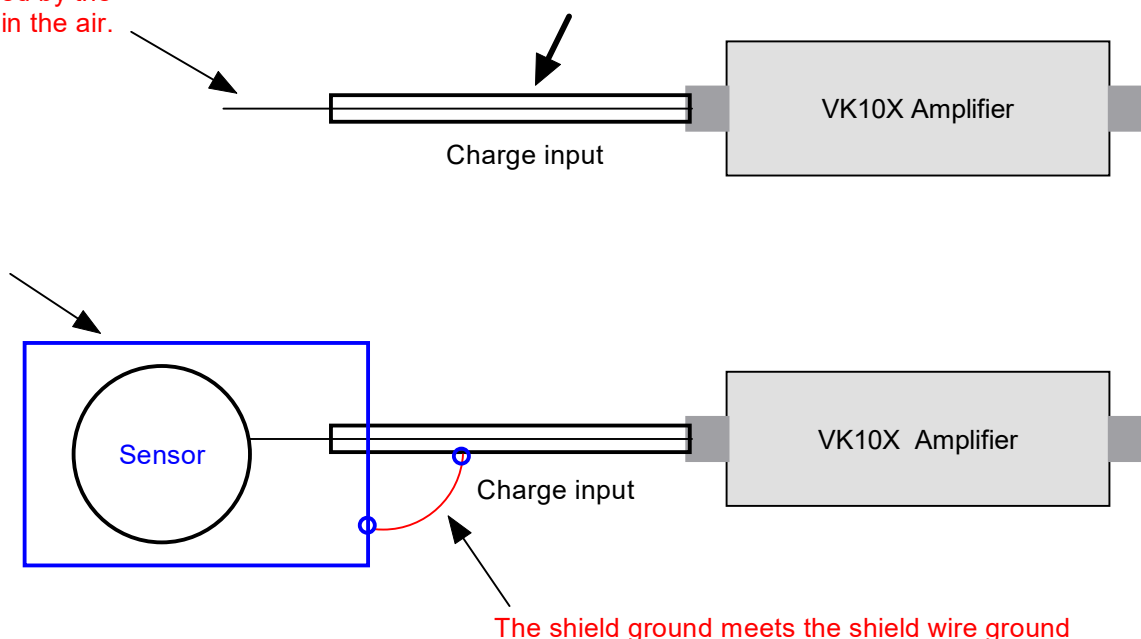 in the air.
VK10X Amplifier
Charge input
Sensor
VK10X Amplifier
Charge input
The shield ground meets the shield wire ground